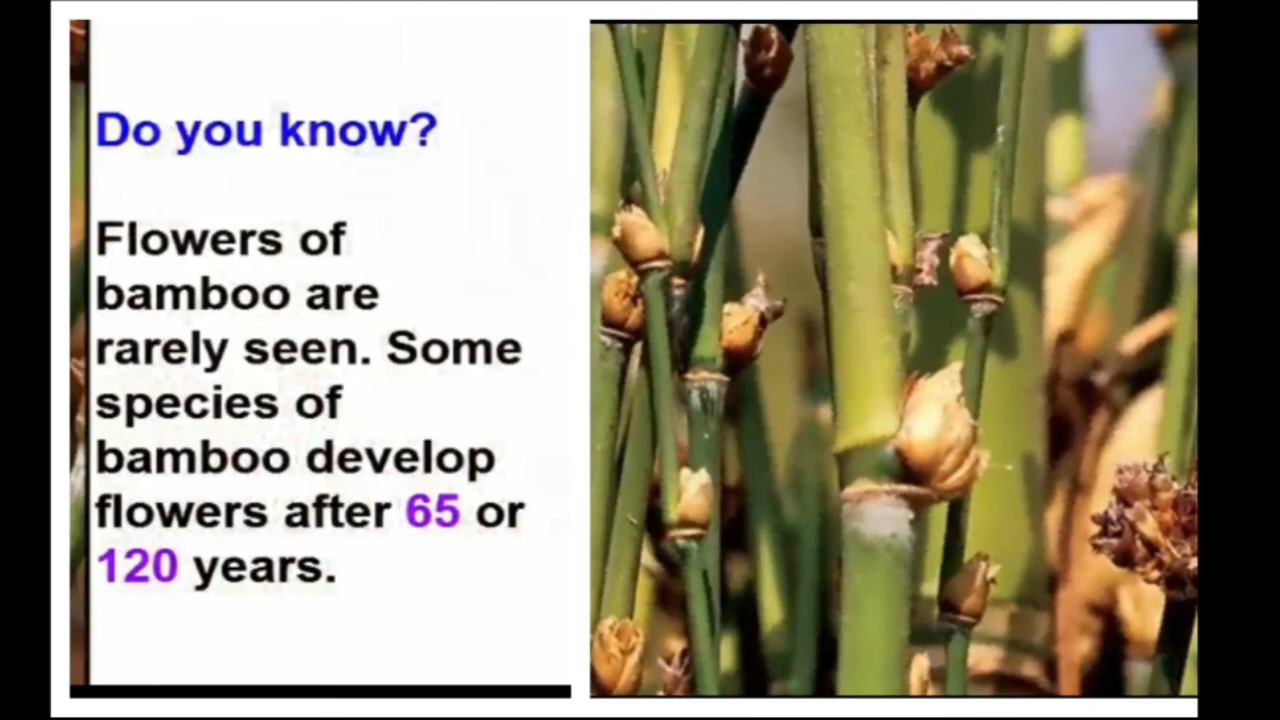 Do you know?
Flowers of
bamboo are
rarely seen. Some
species of
bamboo develop
flowers after 65 or
120 years.